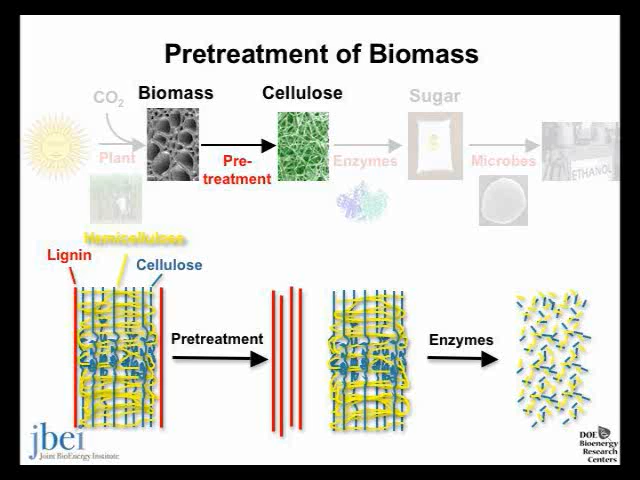 Pretreatment of Biomass
CO2
Biomass
Cellulose
Sugar
Plant
Pre-
treatment
Enzymes
Microbes
ETHANOL
Hemicellulose
Lignin
Cellulose
Pretreatment
Enzymes
jbei
Joint BioEnergy Institute
DOE
Bioenergy
Research
Centers